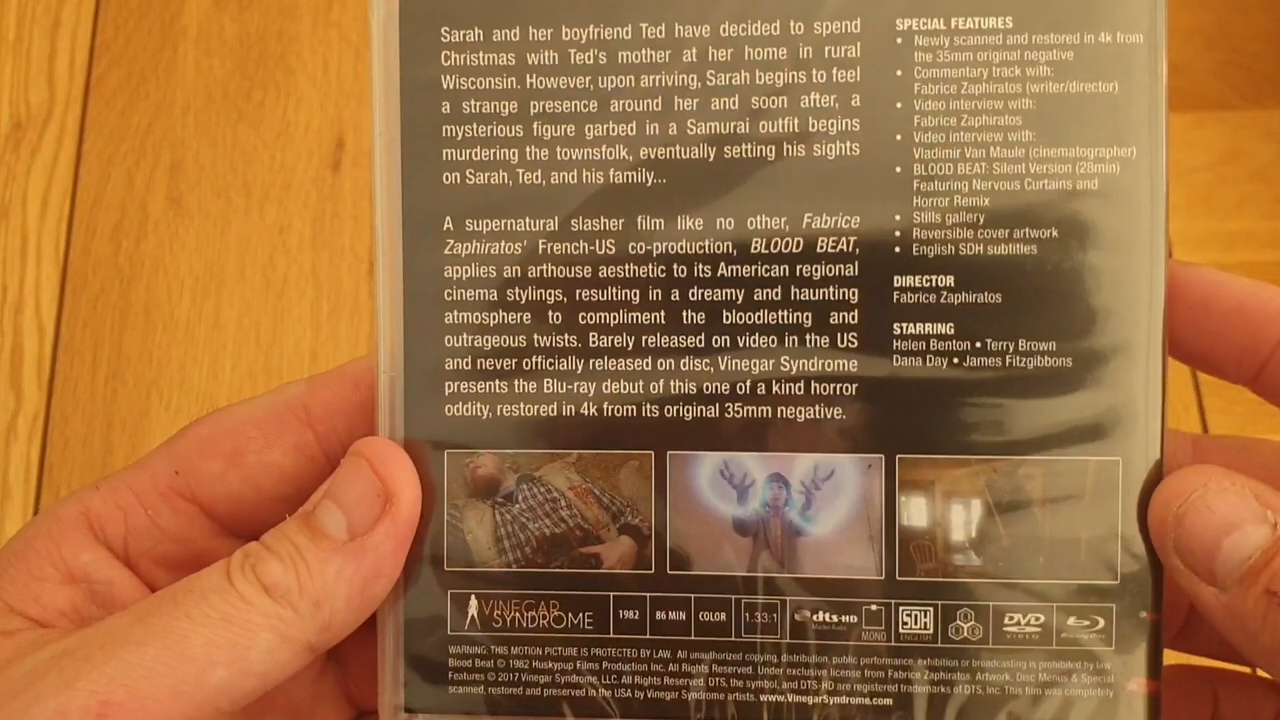 Sarah and her boyfriend Ted have decided to spend
Christmas with Ted's mother at her home in rural
Wisconsin. However, upon arriving, Sarah begins to feel
a strange presence around her and soon after, a
mysterious figure garbed in a Samurai outfit begins
murdering the townsfolk, eventually setting his sights
on Sarah, Ted, and his family...
A supernatural slasher film like no other, Fabrice
Zaphiratos' French-US co-production, BLOOD BEAT,
applies an arthouse aesthetic to its American regional
cinema stylings, resulting in a dreamy and haunting
atmosphere to compliment the bloodletting and
outrageous twists. Barely released on video in the US
and never officially released on disc, Vinegar Syndrome
presents the Blu-ray debut of this one of a kind horror
oddity, restored in 4k from its original 35mm negative.
SPECIAL FEATURES
• Newly scanned and restored in 4k from
the 35mm original negative
• Commentary track with:
Fabrice Zaphiratos (writer/director)
• Video interview with:
Fabrice Zaphiratos
• Video interview with:
Vladimir Van Maule (cinematographer)
• BLOOD BEAT: Silent Version (28min)
Featuring Nervous Curtains and
Horror Remix
• Stills gallery
• Reversible cover artwork
• English SDH subtitles
DIRECTOR
Fabrice Zaphiratos
STARRING
Helen Benton • Terry Brown
Dana Day • James Fitzgibbons
VINEGAR
SYNDROME
1982
86 MIN
COLOR
1.33:1
dts-HD
Master Audio
MONO
SDH
ENGLISH
DVD
VIDEO
Blu-ray Disc
WARNING: THIS MOTION PICTURE IS PROTECTED BY LAW. All unauthorized copying, distribution, public performance, exhibition or broadcasting is prohibited by law.
Blood Beat © 1982 Huskypup Films Production Inc. All Rights Reserved. Under exclusive license from Fabrice Zaphiratos. Artwork, Disc Menus & Special
Features © 2017 Vinegar Syndrome, LLC. All Rights Reserved. DTS, the symbol, and DTS-HD are registered trademarks of DTS, Inc. This film was completely
scanned, restored and preserved in the USA by Vinegar Syndrome artists. www.VinegarSyndrome.com